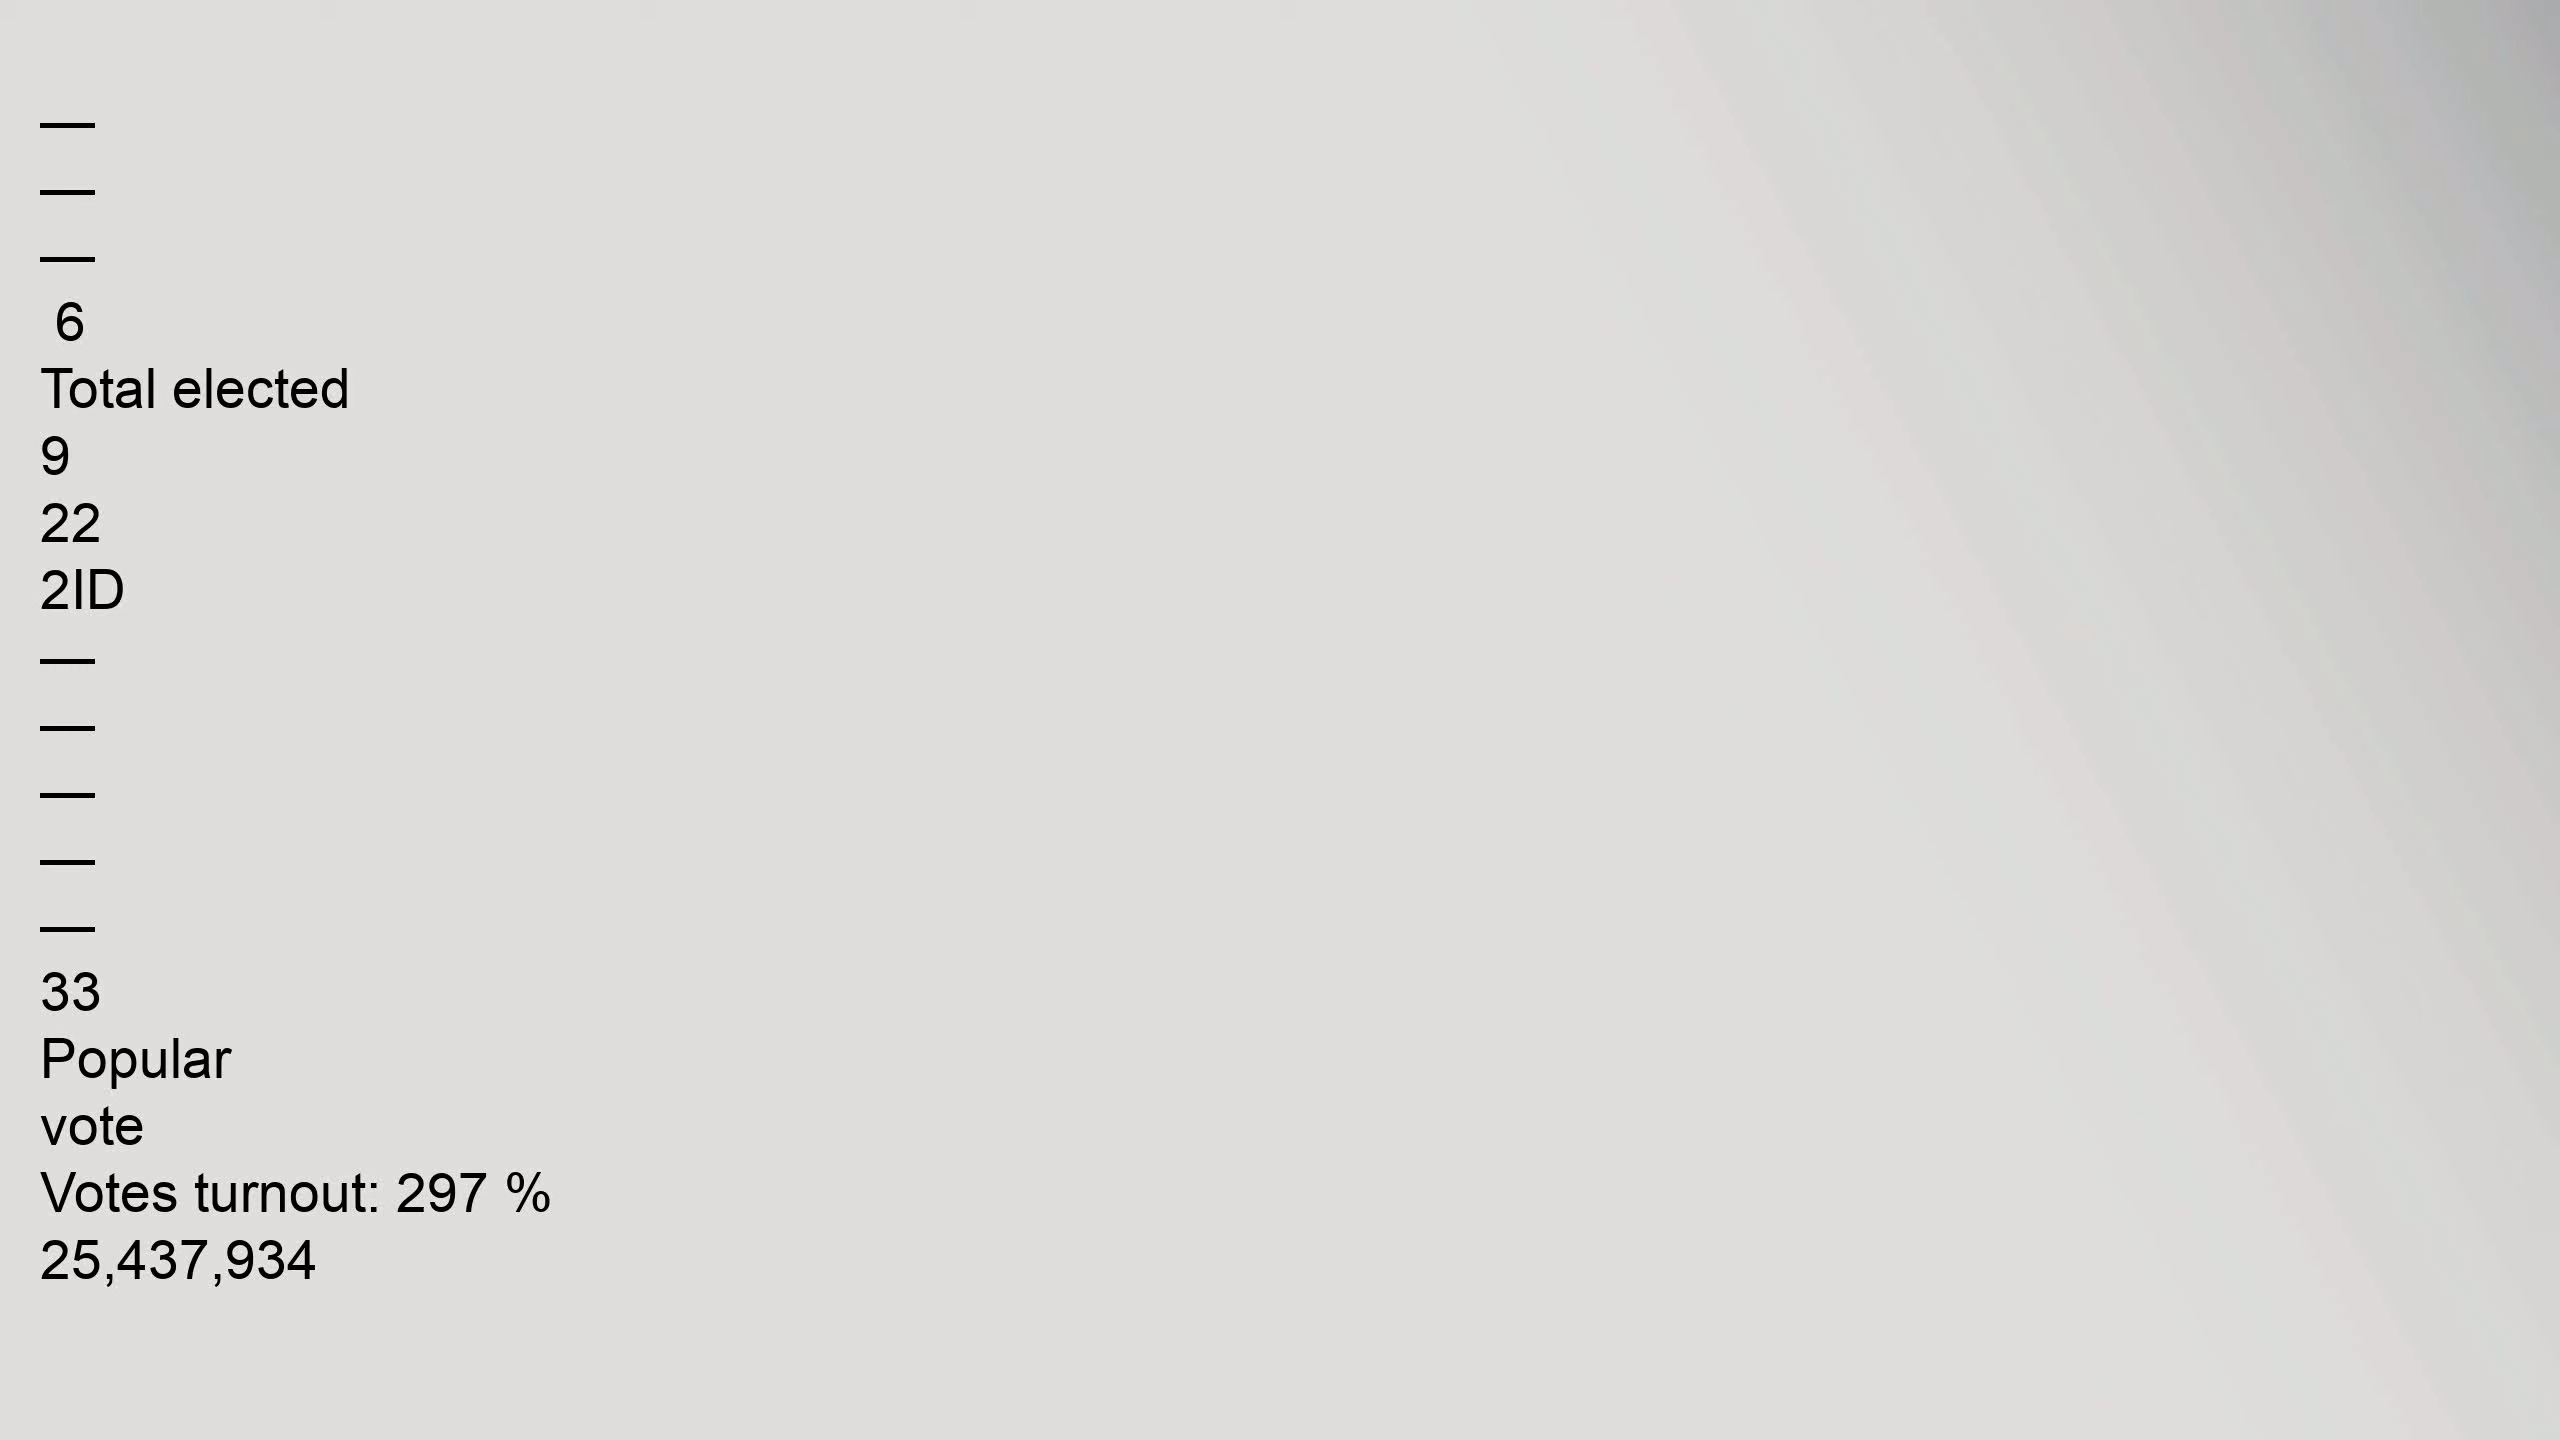 —
—
—
6
Total elected
9
22
2ID
—
—
—
—
—
33
Popular
vote
Votes turnout: 297 %
25,437,934